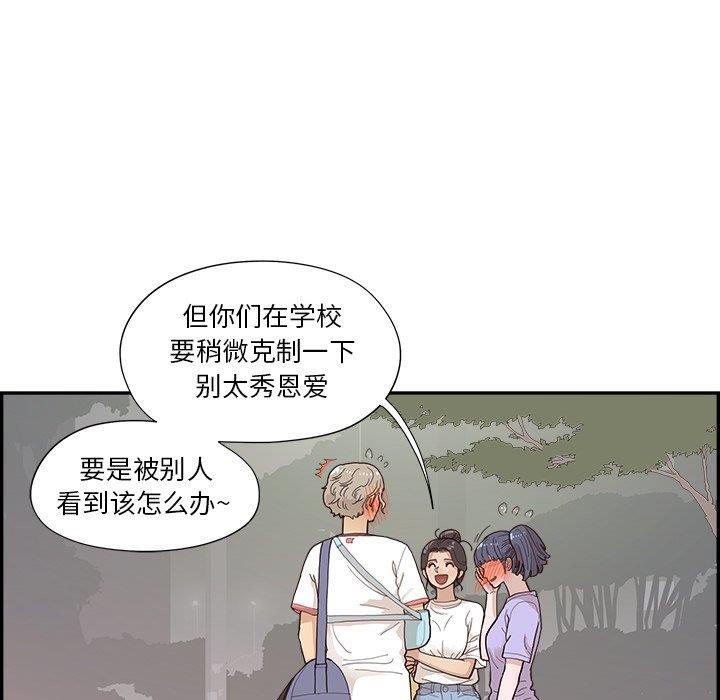 但你们在学校
要稍微克制一下
别太秀恩爱
要是被别人
看到该怎么办~